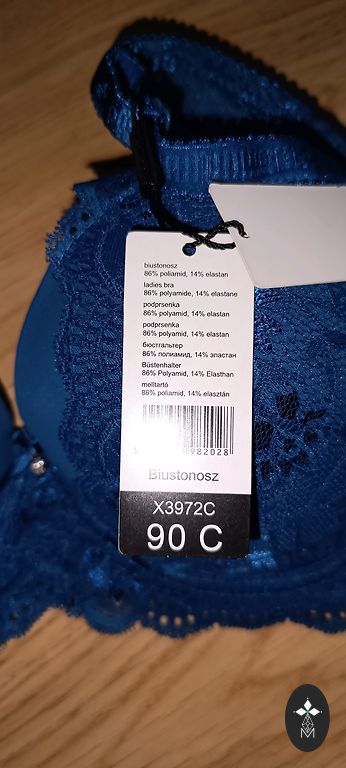 biustonosz
86% poliamid, 14% elastan
ladies bra
86% polyamide, 14% elastane
podprsenka
86% polyamid, 14% elastan
podprsenka
86% polyamid, 14% elastan
бюстгальтер
86% полиамид, 14% эластан
Büstenhalter
86% Polyamid, 14% Elasthan
melltartó
86% poliamid, 14% elasztán
982028
Biustonosz
X3972C
90 C
M